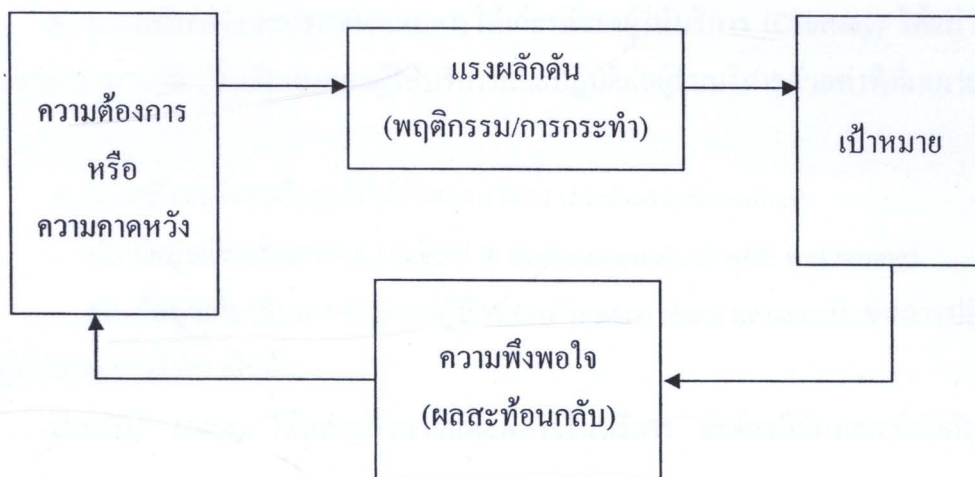 ความต้องการ
หรือ
ความคาดหวัง
แรงผลักดัน
(พฤติกรรม/การกระทำ)
เป้าหมาย
ความพึงพอใจ
(ผลสะท้อนกลับ)